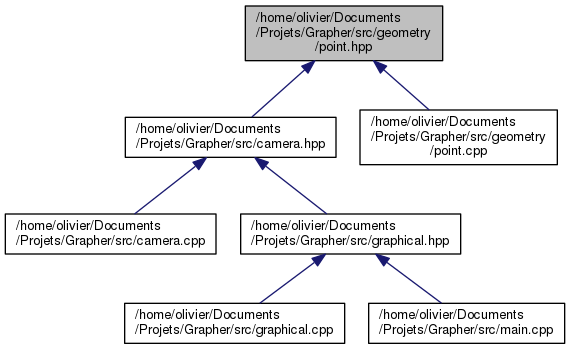 /home/olivier/Documents
/Projets/Grapher/src/geometry
/point.hpp
/home/olivier/Documents
/Projets/Grapher/src/camera.hpp
/home/olivier/Documents
/Projets/Grapher/src/geometry
/point.cpp
/home/olivier/Documents
/Projets/Grapher/src/camera.cpp
/home/olivier/Documents
/Projets/Grapher/src/graphical.hpp
/home/olivier/Documents
/Projets/Grapher/src/graphical.cpp
/home/olivier/Documents
/Projets/Grapher/src/main.cpp